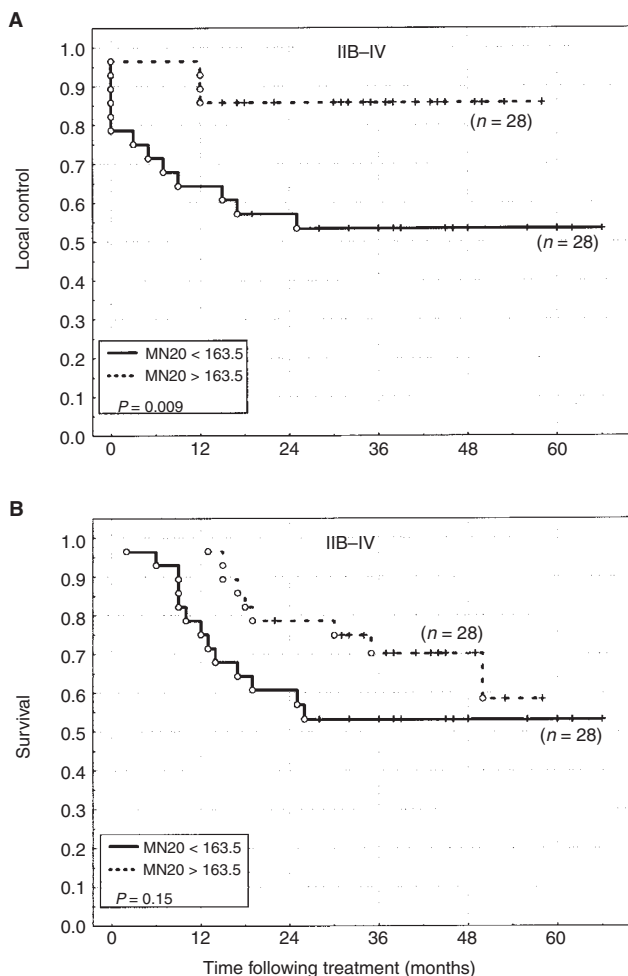 A
IIB–IV
1.0
0.9
0.8
0.7
0.6
0.5
0.4
0.3
0.2
0.1
0.0
Local control
(n = 28)
(n = 28)
MN20 < 163.5
MN20 > 163.5
P = 0.009
0 12 24 36 48 60
B
IIB–IV
1.0
0.9
0.8
0.7
0.6
0.5
0.4
0.3
0.2
0.1
0.0
Survival
(n = 28)
(n = 28)
MN20 < 163.5
MN20 > 163.5
P = 0.15
0 12 24 36 48 60
Time following treatment (months)